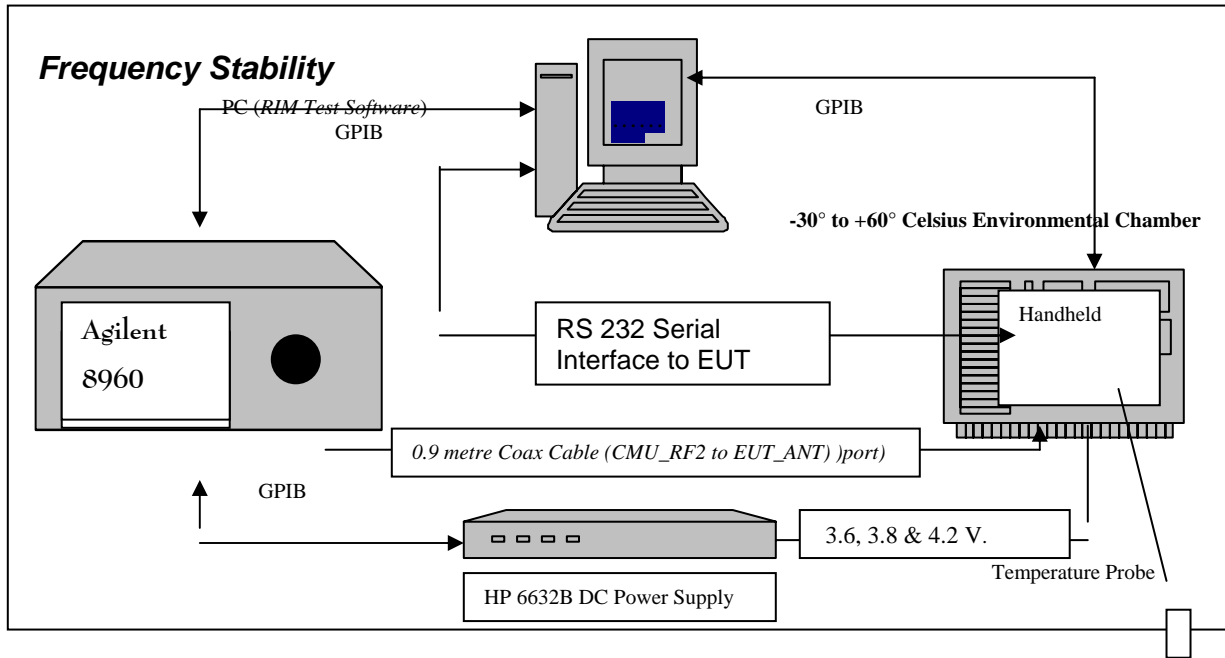 Frequency Stability
PC (RIM Test Software)
GPIB
GPIB
-30° to +60° Celsius Environmental Chamber
Agilent
8960
RS 232 Serial
Interface to EUT
Handheld
0.9 metre Coax Cable (CMU_RF2 to EUT_ANT) )port)
GPIB
3.6, 3.8 & 4.2 V.
Temperature Probe
HP 6632B DC Power Supply